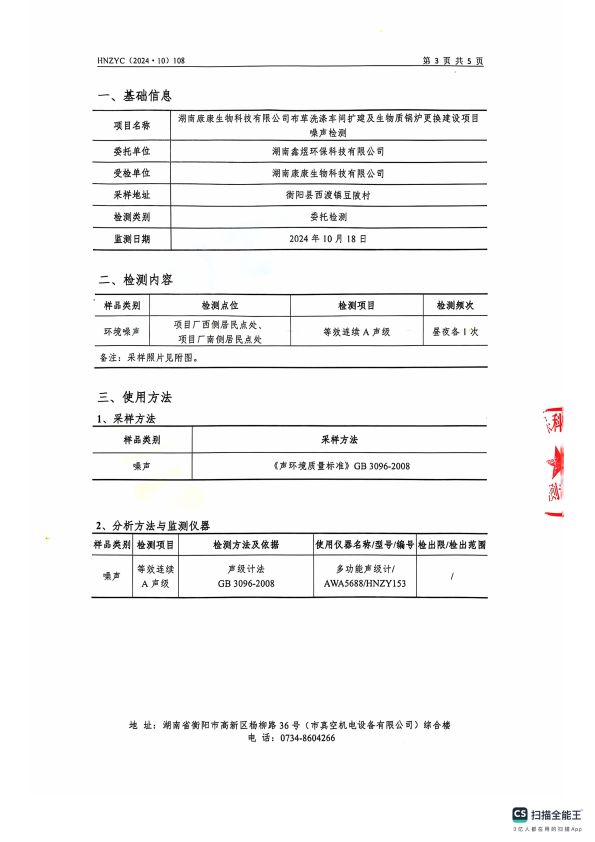 HNZYC（2024·10）108 第 3 页 共 5 页
一、基础信息
项目名称 湖南康康生物科技有限公司布草洗涤车间扩建及生物质锅炉更换建设项目
噪声检测
委托单位 湖南鑫煜环保科技有限公司
受检单位 湖南康康生物科技有限公司
采样地址 衡阳县西渡镇豆陂村
检测类别 委托检测
监测日期 2024 年 10 月 18 日
二、检测内容
样品类别 检测点位 检测项目 检测频次
环境噪声 项目厂西侧居民点处、
项目厂南侧居民点处 等效连续 A 声级 昼夜各 1 次
备注：采样照片见附图。
三、使用方法
1、采样方法
样品类别 采样方法
噪声 《声环境质量标准》GB 3096-2008
2、分析方法与监测仪器
样品类别 检测项目 检测方法及依据 使用仪器名称/型号/编号 检出限/检出范围
噪声 等效连续
A 声级 声级计法
GB 3096-2008 多功能声级计/
AWA5688/HNZY153 /
科
测
地 址：湖南省衡阳市高新区杨柳路 36 号（市真空机电设备有限公司）综合楼
电 话：0734-8604266
CS 扫描全能王
3亿人都在用的扫描App